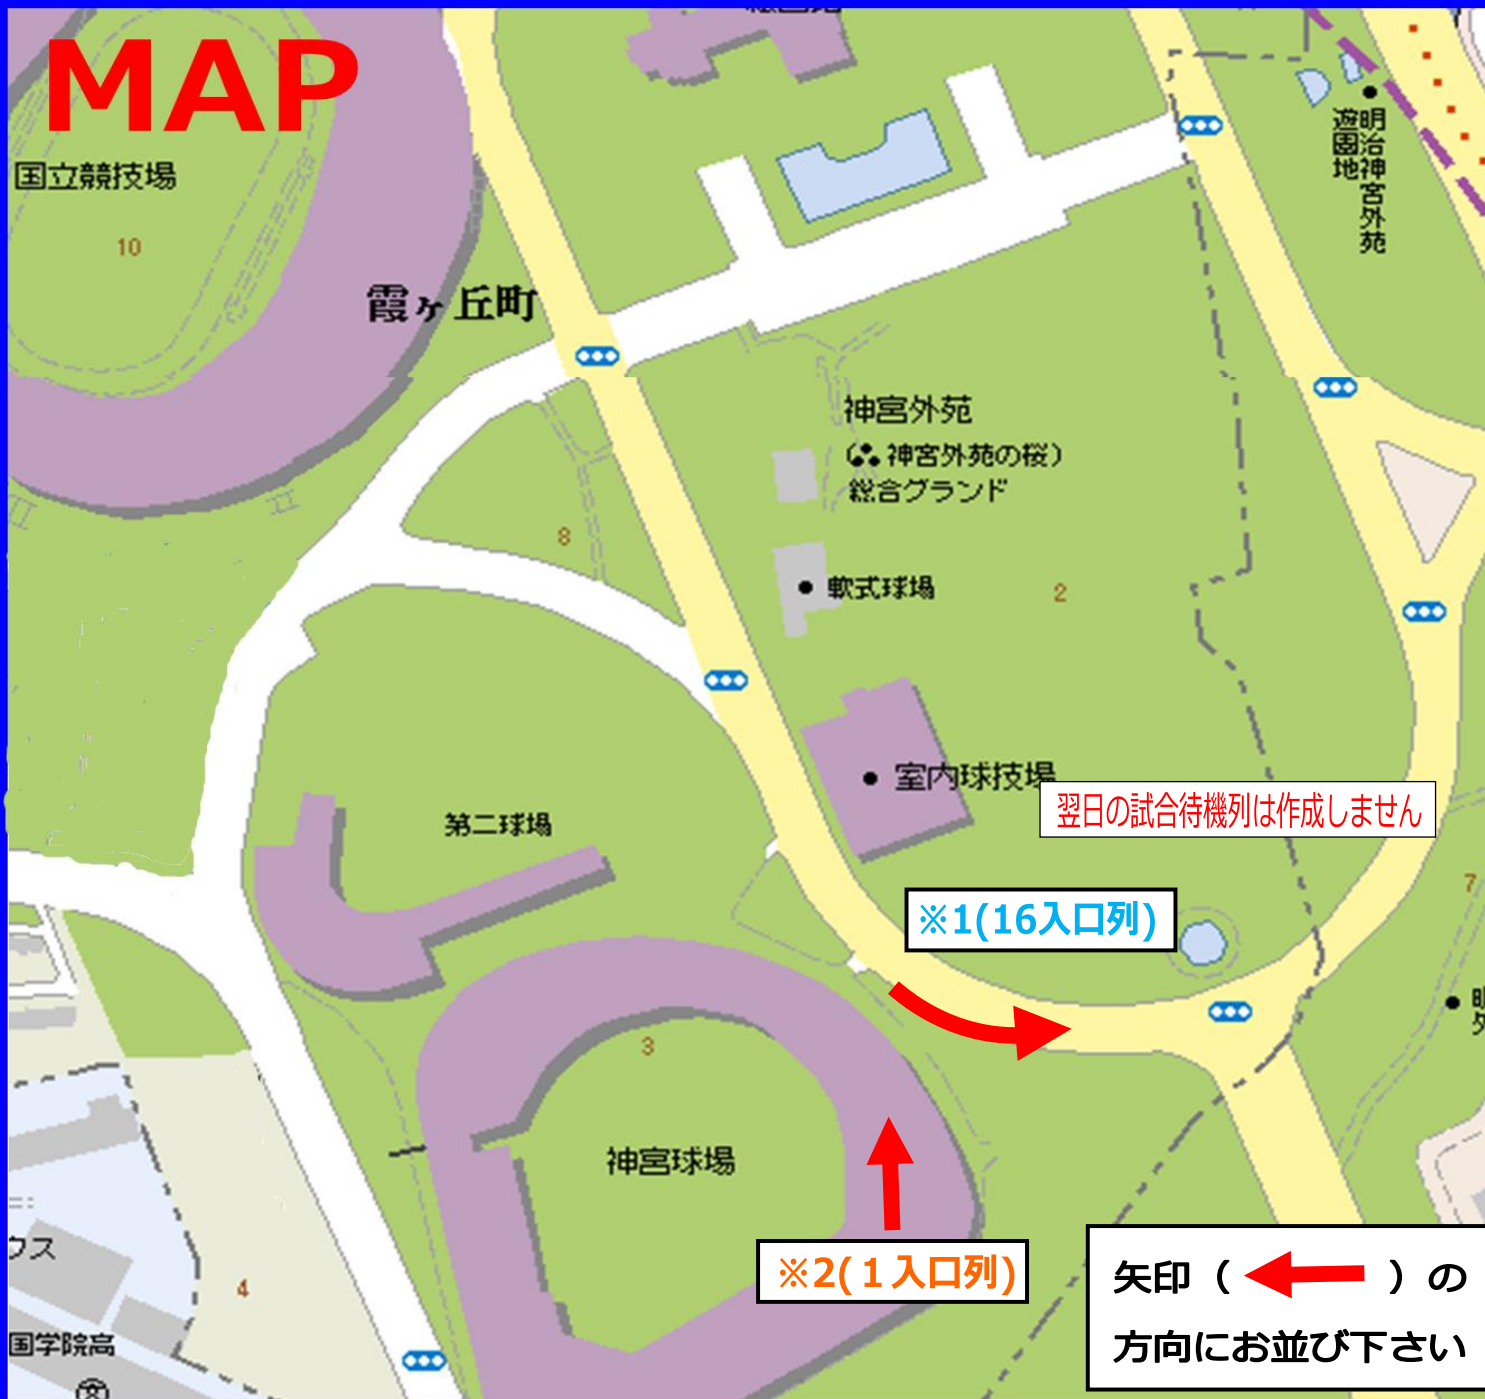 MAP
国立競技場
10
霞ヶ丘町
明治神宮外苑
遊園地
神宮外苑
(神宮外苑の桜)
総合グランド
8
軟式球場
2
室内球技場
翌日の試合待機列は作成しません
第二球場
7
※1(16入口列)
3
神宮球場
※2(1入口列)
ウス
4
国学院高
矢印( )の
方向にお並び下さい